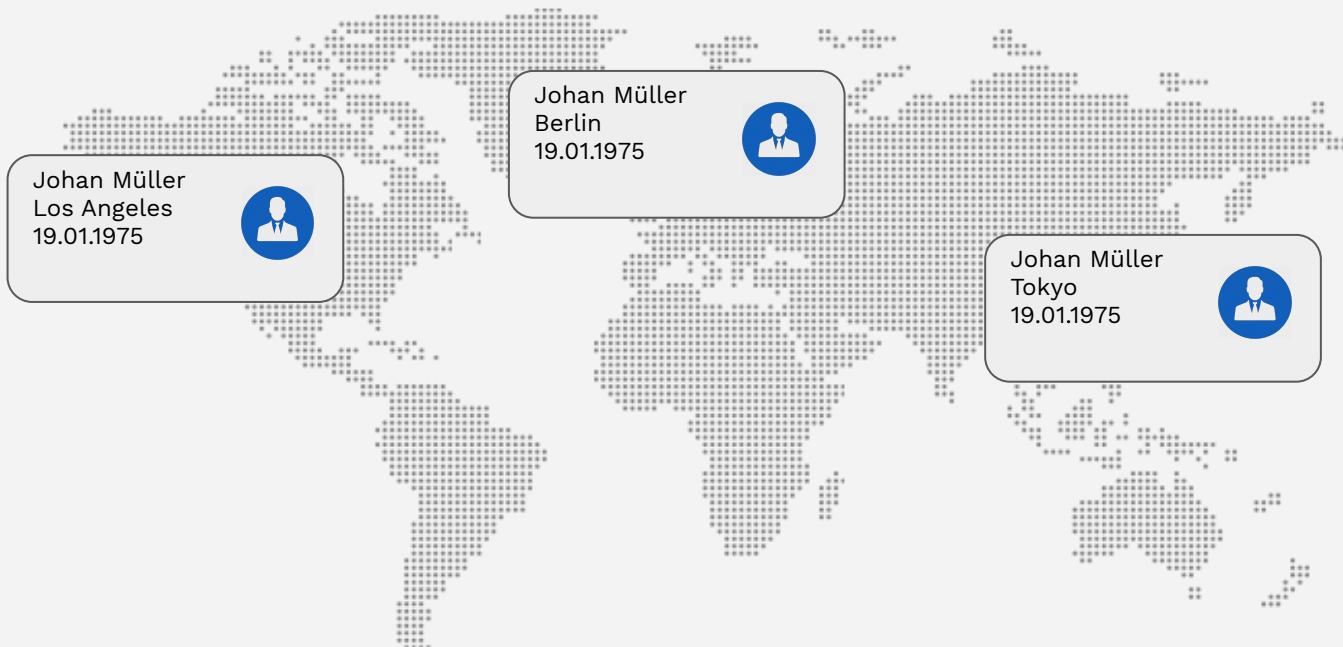 Johan Müller
Los Angeles
19.01.1975
Johan Müller
Berlin
19.01.1975
Johan Müller
Tokyo
19.01.1975